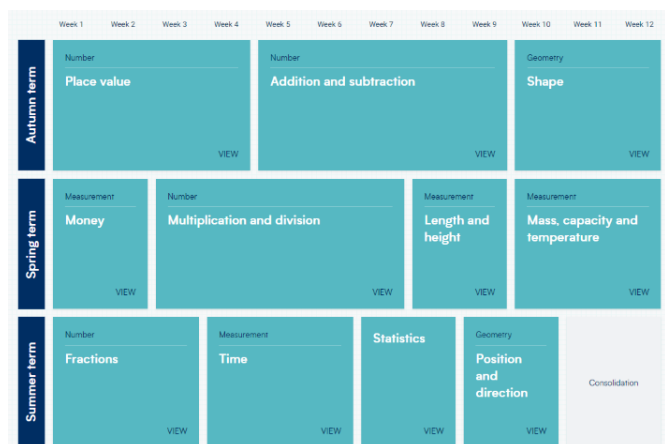 Week 1 Week 2 Week 3 Week 4 Week 5 Week 6 Week 7 Week 8 Week 9 Week 10 Week 11 Week 12
Autumn term
Number
Place value
VIEW
Number
Addition and subtraction
VIEW
Geometry
Shape
VIEW
Spring term
Measurement
Money
VIEW
Number
Multiplication and division
VIEW
Measurement
Length and
height
VIEW
Measurement
Mass, capacity and
temperature
VIEW
Summer term
Number
Fractions
VIEW
Measurement
Time
VIEW
Statistics
VIEW
Geometry
Position
and
direction
VIEW
Consolidation